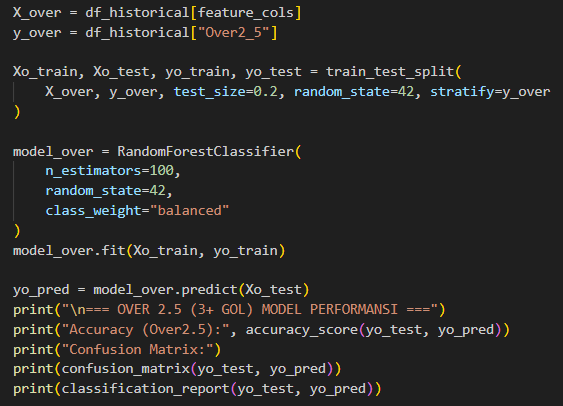 X_over = df_historical[feature_cols]
y_over = df_historical["Over2_5"]

Xo_train, Xo_test, yo_train, yo_test = train_test_split(
    X_over, y_over, test_size=0.2, random_state=42, stratify=y_over
)

model_over = RandomForestClassifier(
    n_estimators=100,
    random_state=42,
    class_weight="balanced"
)
model_over.fit(Xo_train, yo_train)

yo_pred = model_over.predict(Xo_test)
print("\n=== OVER 2.5 (3+ GOL) MODEL PERFORMANSI ===")
print("Accuracy (Over2.5):", accuracy_score(yo_test, yo_pred))
print("Confusion Matrix:")
print(confusion_matrix(yo_test, yo_pred))
print(classification_report(yo_test, yo_pred))